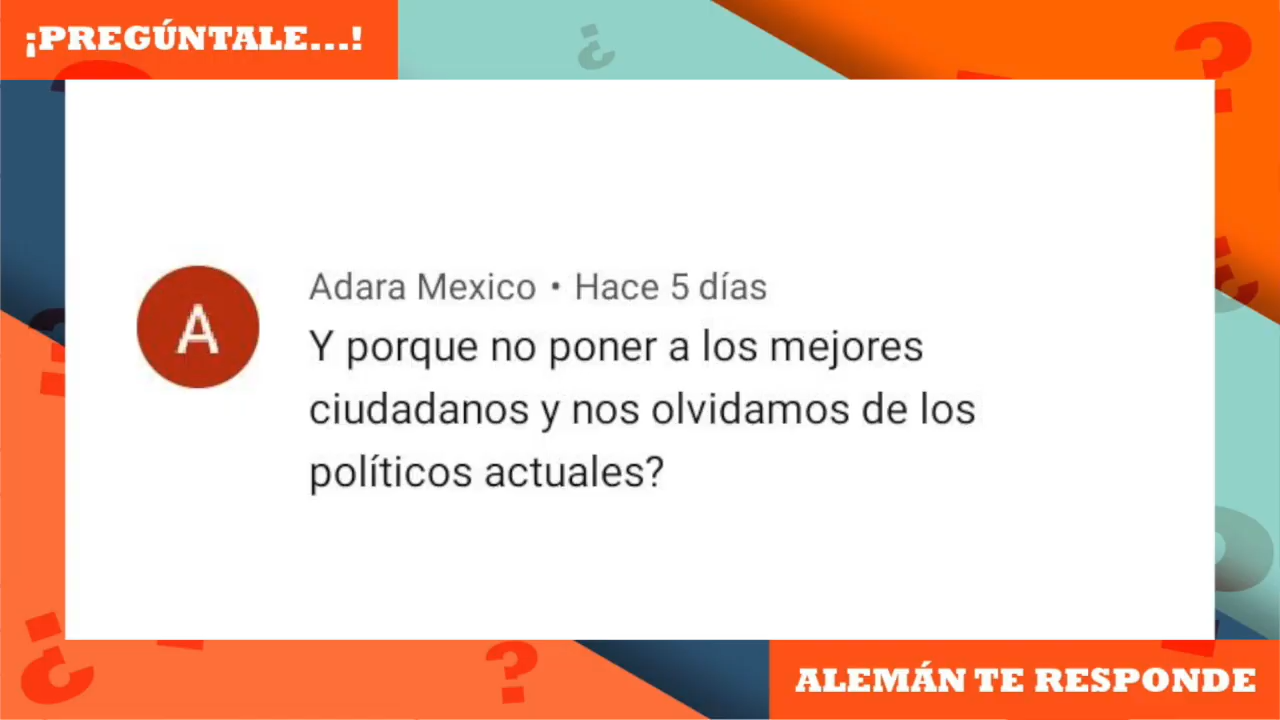 ¡PREGÚNTALE...!
A
Adara Mexico • Hace 5 días
Y porque no poner a los mejores
ciudadanos y nos olvidamos de los
políticos actuales?
ALEMÁN TE RESPONDE